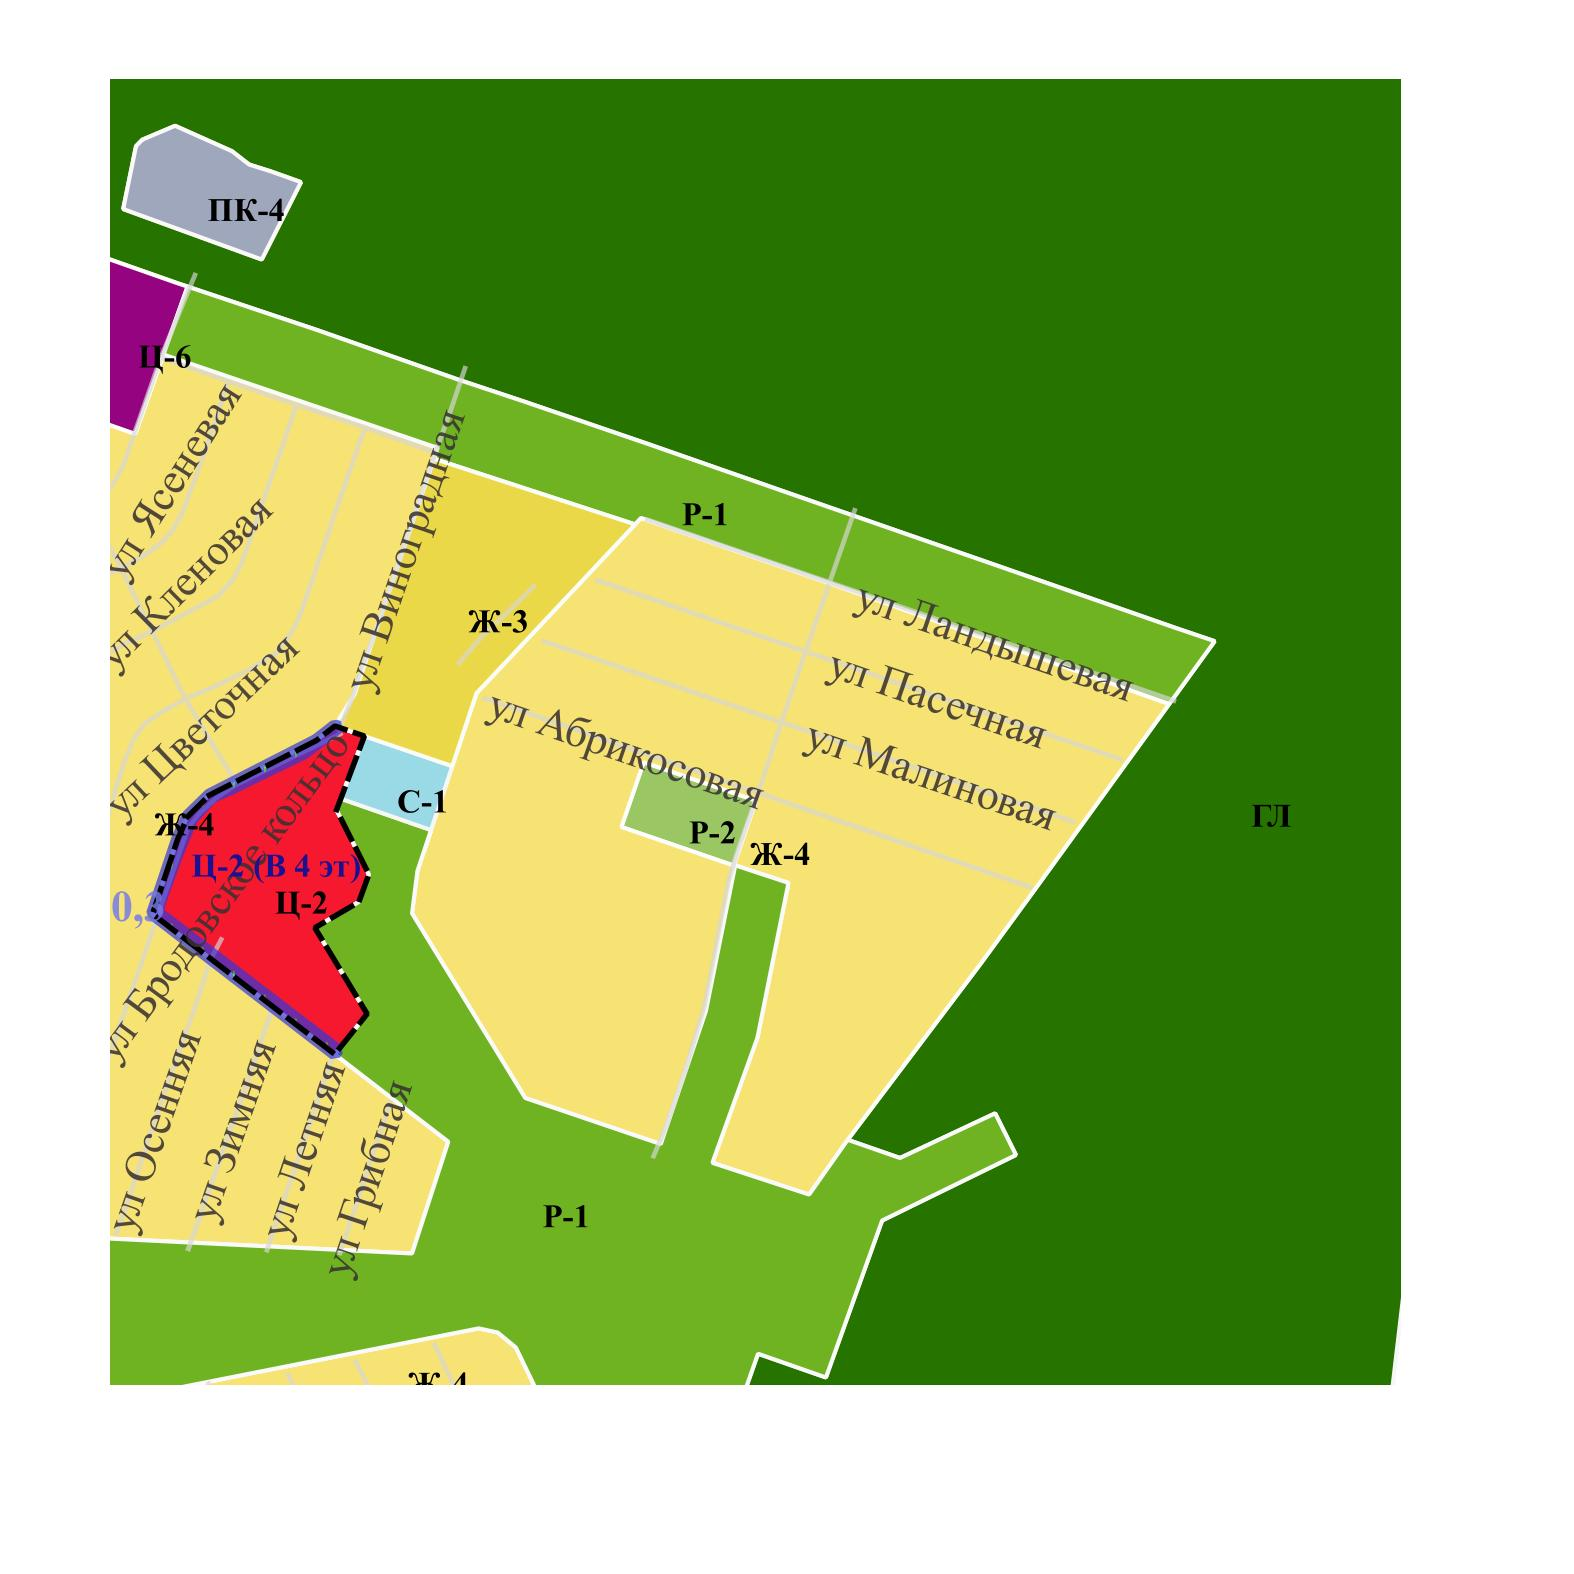 ПК-4
Ц-6
ул Ясеневая
ул Виноградная
Р-1
ул Кленовая
ул Ландышевая
Ж-3
ул Пасечная
ул Цветочная
ул Абрикосовая
ул Малиновая
С-1
ГЛ
Ж-4
Р-2
Ж-4
Ц-2 (В 4 эт)
Ц-2
ул Бродовское кольцо
ул Осенняя
ул Зимняя
ул Летняя
ул Грибная
Р-1
Ж-4